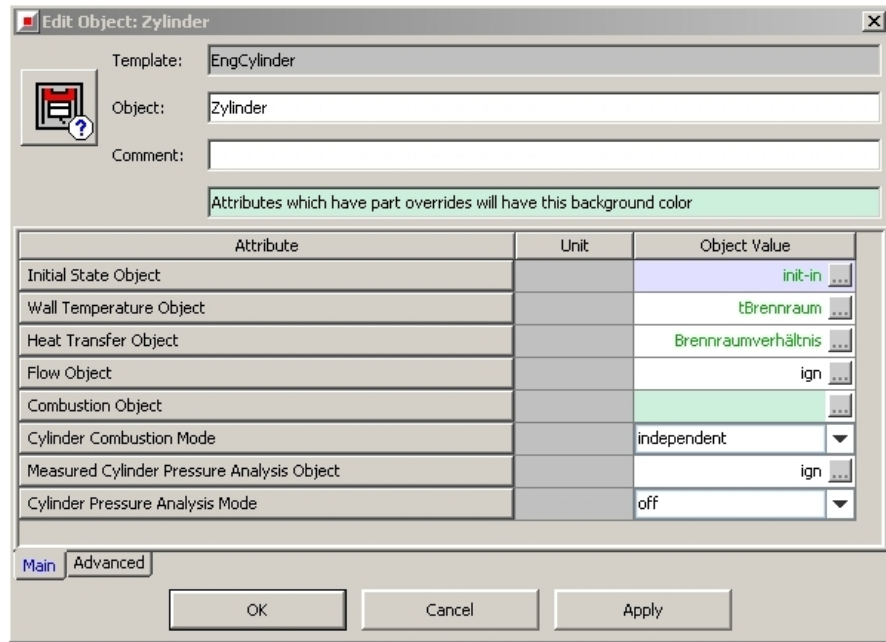 Edit Object: Zylinder
Template: EngCylinder
Object: Zylinder
Comment:
Attributes which have part overrides will have this background color
Attribute Unit Object Value
Initial State Object init-in ...
Wall Temperature Object tBrennraum ...
Heat Transfer Object Brennraumverhältnis ...
Flow Object ign ...
Combustion Object ...
Cylinder Combustion Mode independent
Measured Cylinder Pressure Analysis Object ign ...
Cylinder Pressure Analysis Mode off
Main Advanced
OK Cancel Apply